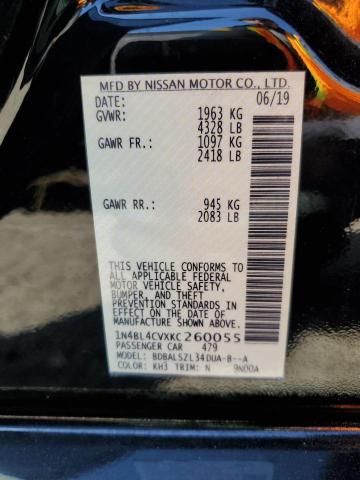 MFD BY NISSAN MOTOR CO., LTD.
DATE: 06/19
GVWR: 1963 KG
4328 LB
GAWR FR.: 1097 KG
2418 LB
GAWR RR.: 945 KG
2083 LB
THIS VEHICLE CONFORMS TO
ALL APPLICABLE FEDERAL
MOTOR VEHICLE SAFETY,
BUMPER, AND THEFT
PREVENTION STANDARDS IN
EFFECT ON THE DATE OF
MANUFACTURE SHOWN ABOVE.
1N4BL4CVXKC260055
PASSENGER CAR 479
MODEL: BDBALSZL34DUA-B--A
COLOR: KH3 TRIM: N 9N00A